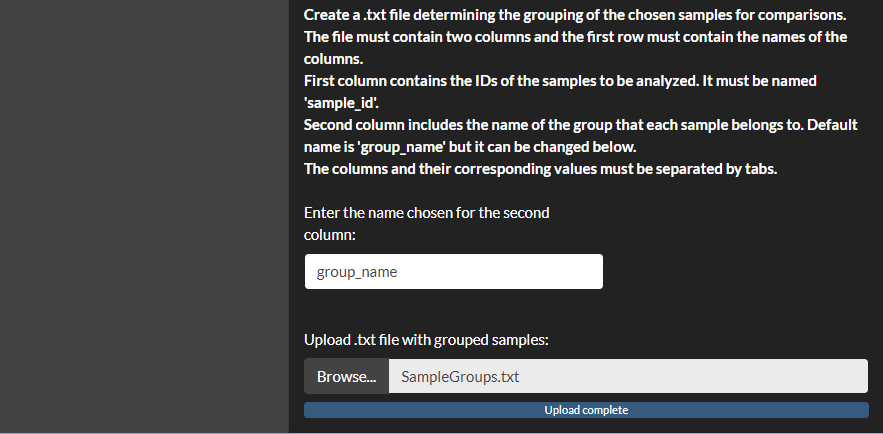 Create a .txt file determining the grouping of the chosen samples for comparisons.
The file must contain two columns and the first row must contain the names of the
columns.
First column contains the IDs of the samples to be analyzed. It must be named
'sample_id'.
Second column includes the name of the group that each sample belongs to. Default
name is 'group_name' but it can be changed below.
The columns and their corresponding values must be separated by tabs.
Enter the name chosen for the second
column:
group_name
Upload .txt file with grouped samples:
Browse... SampleGroups.txt
Upload complete